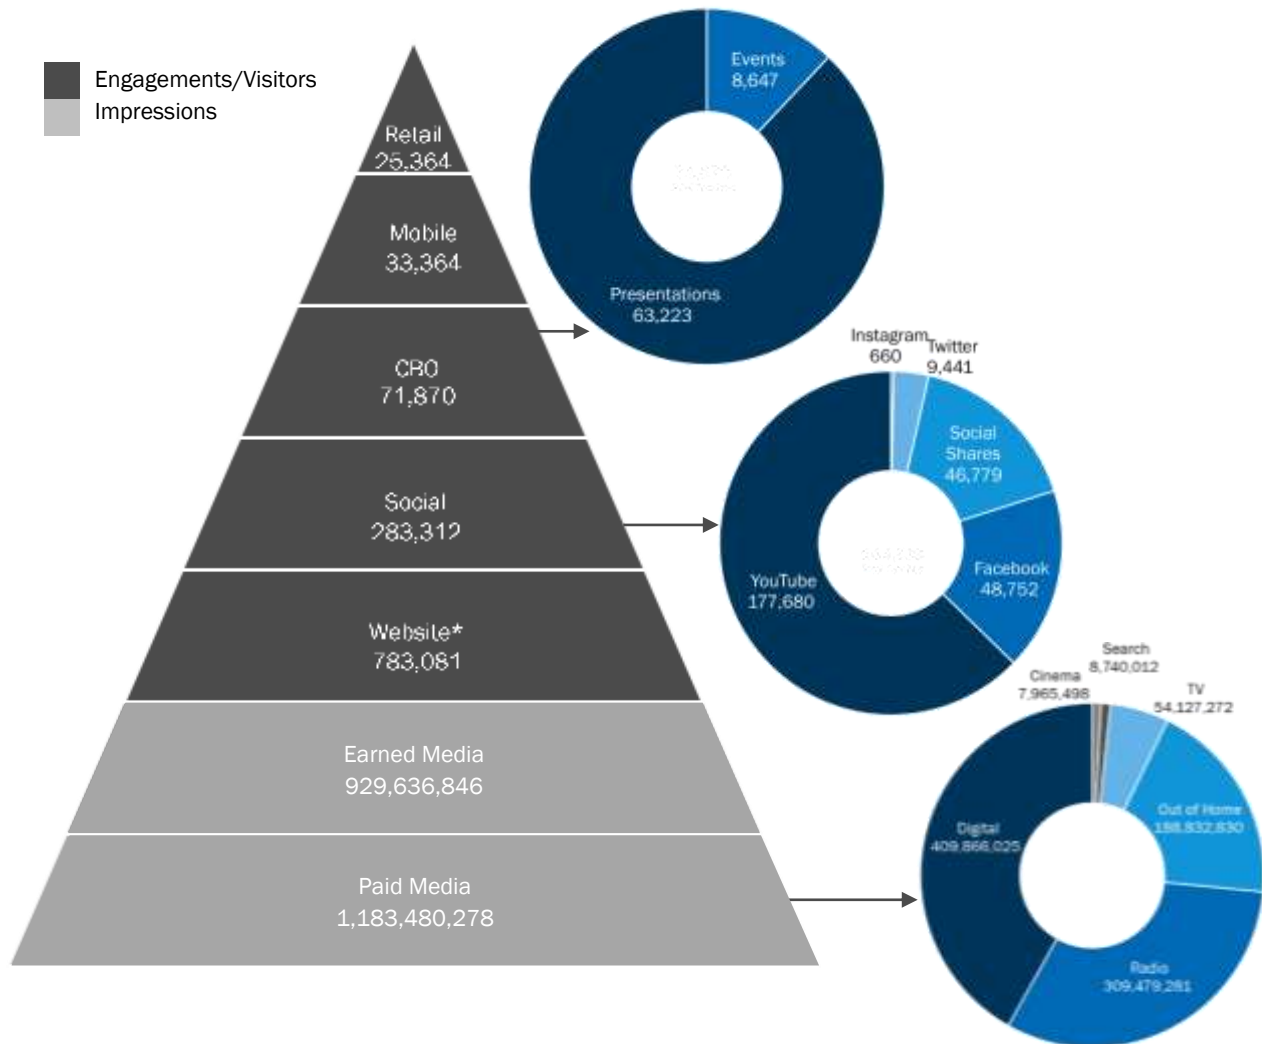 Engagements/Visitors
Impressions
Retail
25,364
Mobile
33,364
CBO
71,870
Social
283,312
Website*
783,081
Earned Media
929,636,846
Paid Media
1,183,480,278
Events
8,647
Presentations
63,223
Instagram
660
Twitter
9,441
Social
Shares
46,779
Facebook
48,752
YouTube
177,680
Search
8,740,012
Cinema
7,965,498
TV
54,127,272
Out of Home
Digital
409,866,025
Radio
309,479,281